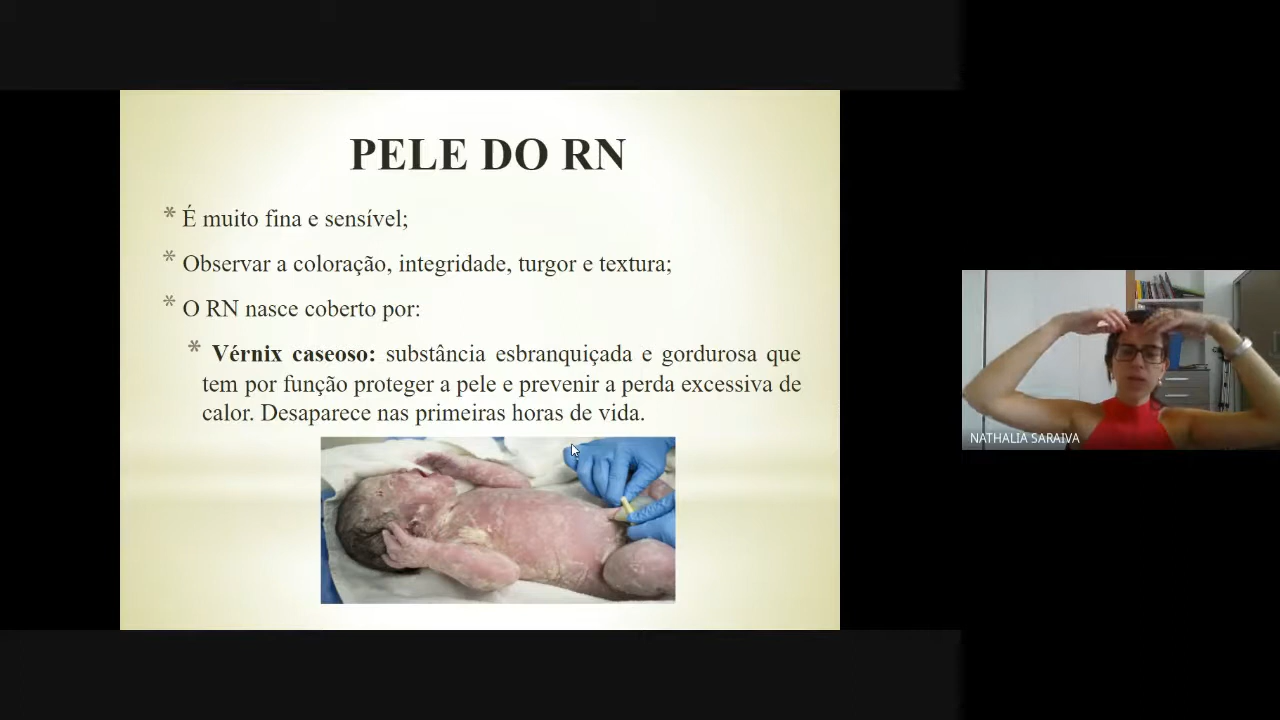 PELE DO RN
* É muito fina e sensível;
* Observar a coloração, integridade, turgor e textura;
* O RN nasce coberto por:
* Vérnix caseoso: substância esbranquiçada e gordurosa que
tem por função proteger a pele e prevenir a perda excessiva de
calor. Desaparece nas primeiras horas de vida.
NATHALIA SARAIVA